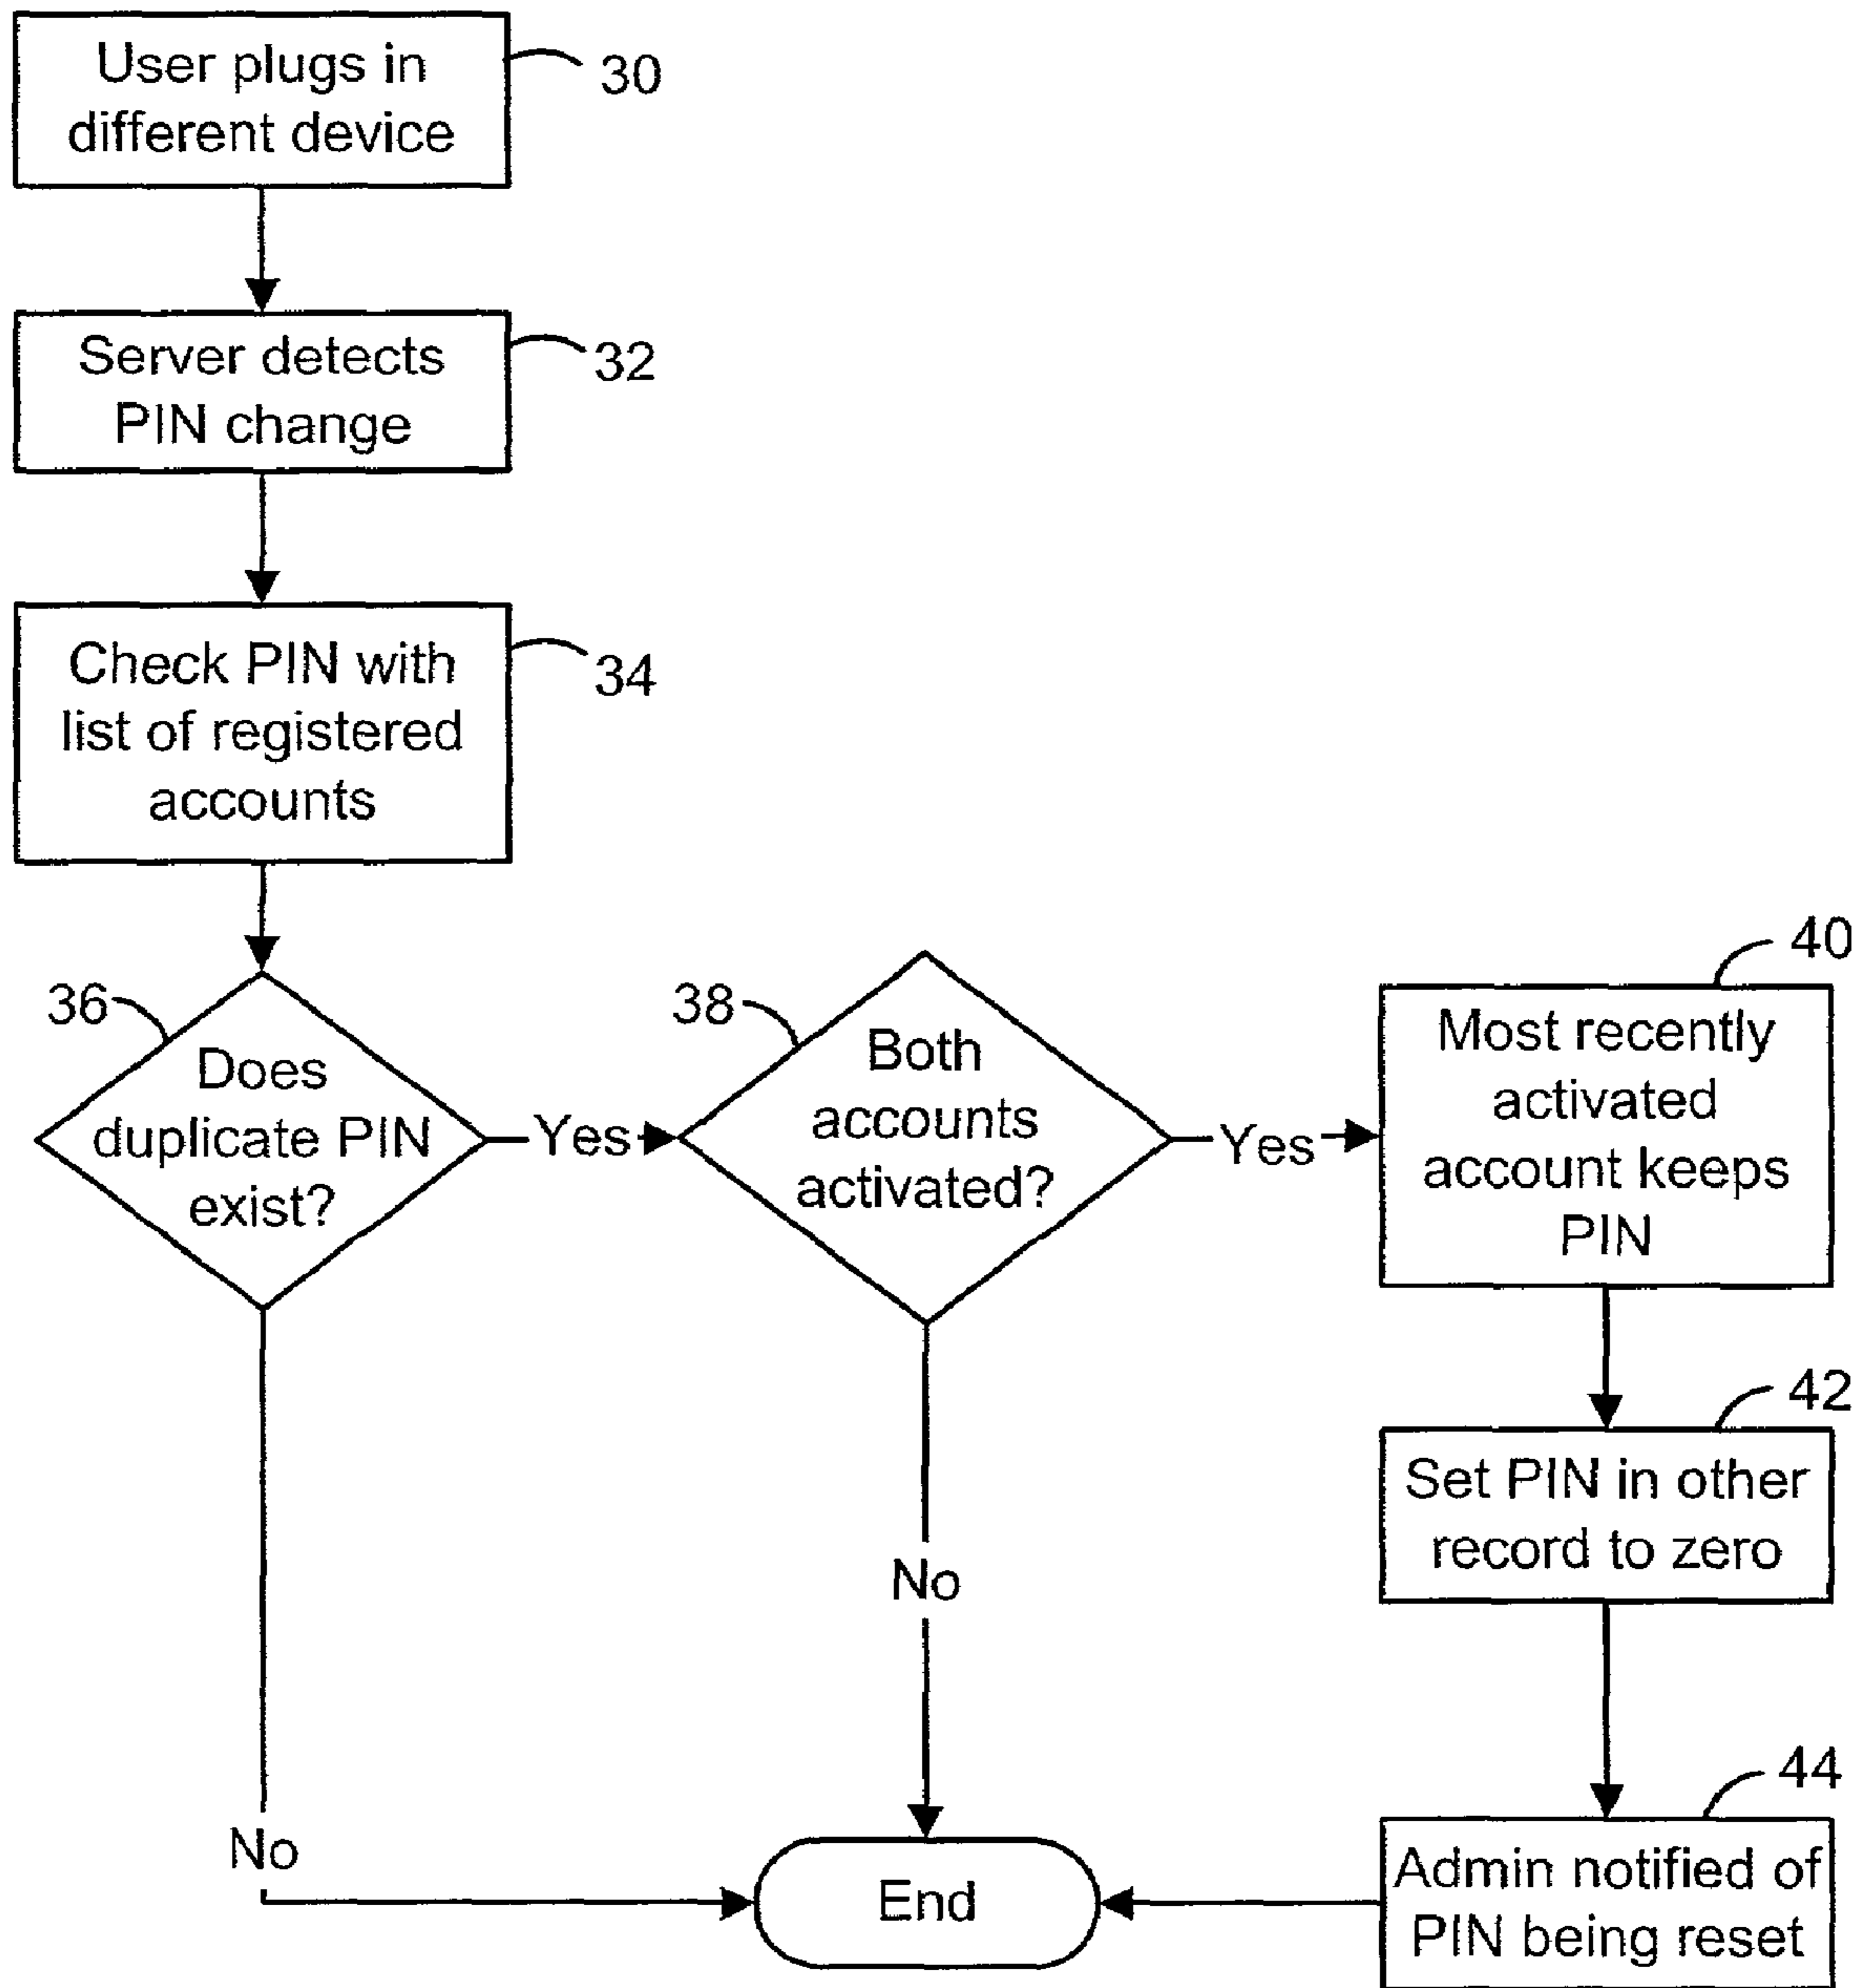 User plugs in
different device
30
Server detects
PIN change
32
Check PIN with
list of registered
accounts
34
36
Does
duplicate PIN
exist?
Yes
No
38
Both
accounts
activated?
Yes
No
40
Most recently
activated
account keeps
PIN
42
Set PIN in other
record to zero
44
Admin notified of
PIN being reset
End